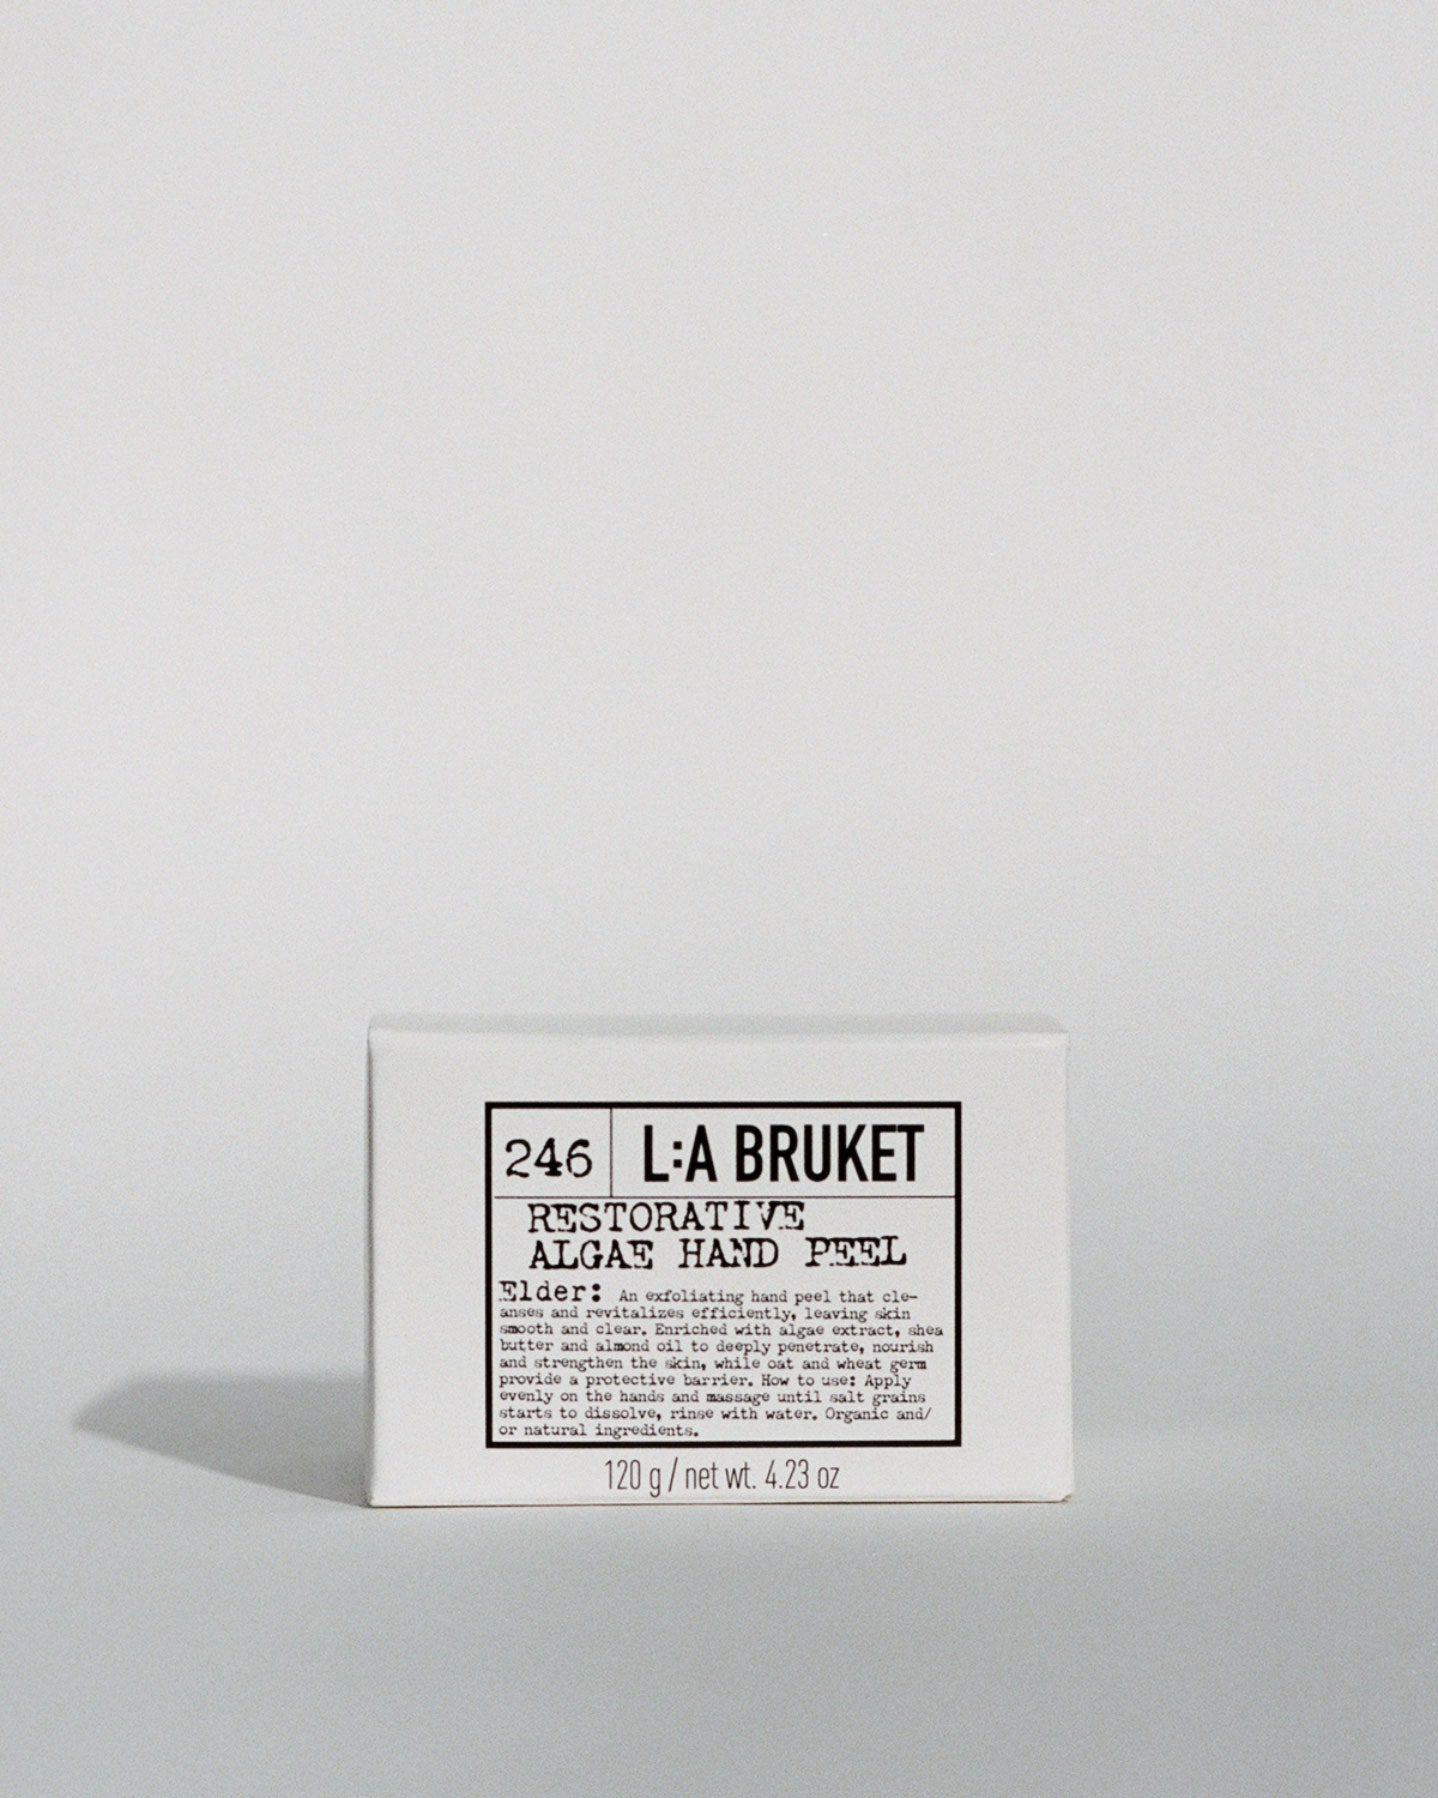 246
L:A BRUKET
RESTORATIVE
ALGAE HAND PEEL
Elder: An exfoliating hand peel that cle-
anses and revitalizes efficiently, leaving skin
smooth and clear. Enriched with algae extract, shea
butter and almond oil to deeply penetrate, nourish
and strengthen the skin, while oat and wheat germ
provide a protective barrier. How to use: Apply
evenly on the hands and massage until salt grains
starts to dissolve, rinse with water. Organic and/
or natural ingredients.
120 g / net wt. 4.23 oz